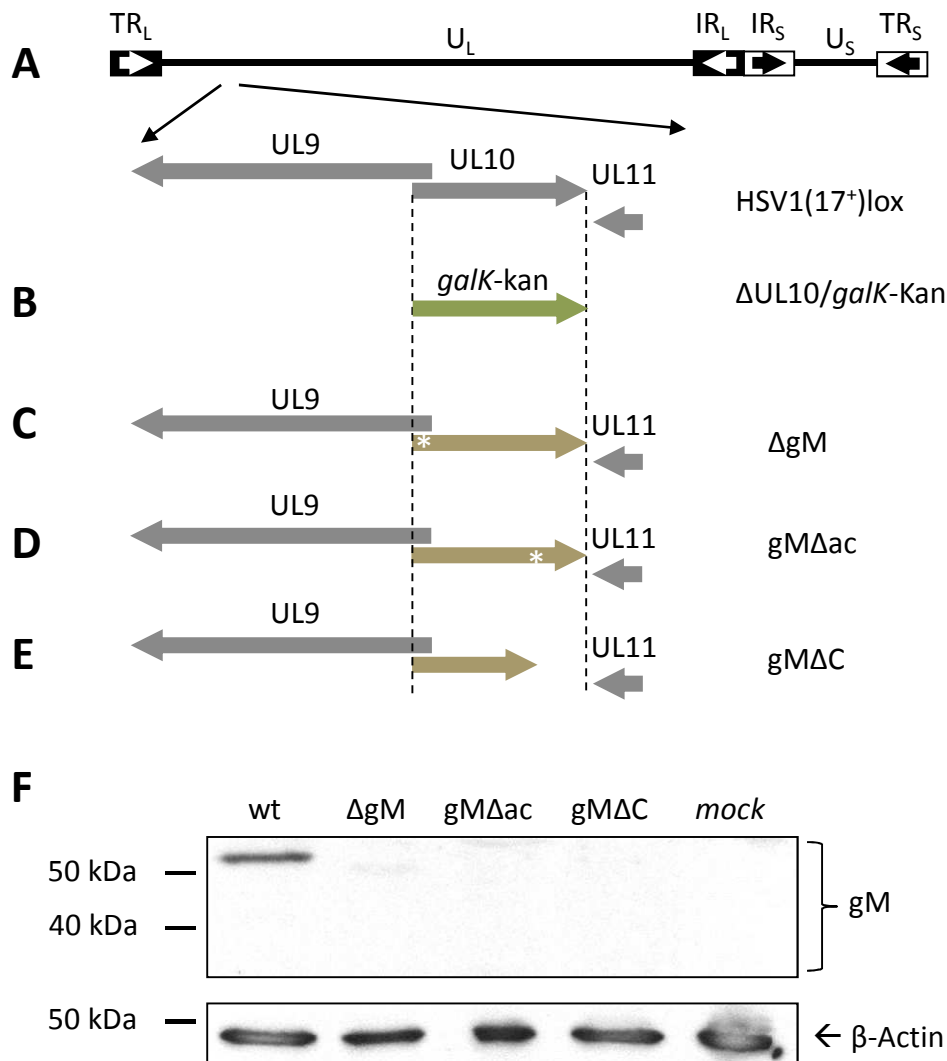 TRL UL IRL IRS US TRS
A
UL9 UL10 UL11
HSV1(17+)lox
B galK-kan ΔUL10/galK-Kan
C UL9 * UL11 ΔgM
D UL9 * UL11 gMΔac
E UL9 UL11 gMΔC
F
wt ΔgM gMΔac gMΔC mock
50 kDa
40 kDa
gM
50 kDa
← β-Actin